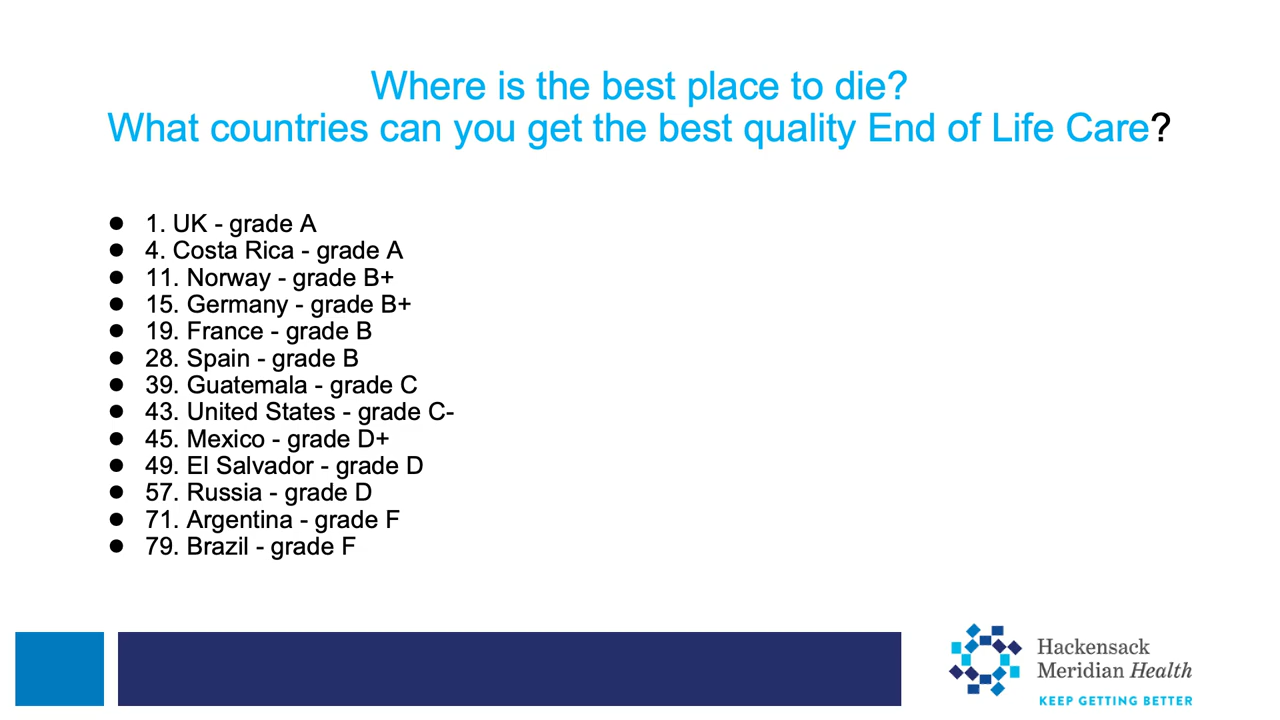 Where is the best place to die?
What countries can you get the best quality End of Life Care?
● 1. UK - grade A
● 4. Costa Rica - grade A
● 11. Norway - grade B+
● 15. Germany - grade B+
● 19. France - grade B
● 28. Spain - grade B
● 39. Guatemala - grade C
● 43. United States - grade C-
● 45. Mexico - grade D+
● 49. El Salvador - grade D
● 57. Russia - grade D
● 71. Argentina - grade F
● 79. Brazil - grade F
Hackensack
Meridian Health
KEEP GETTING BETTER